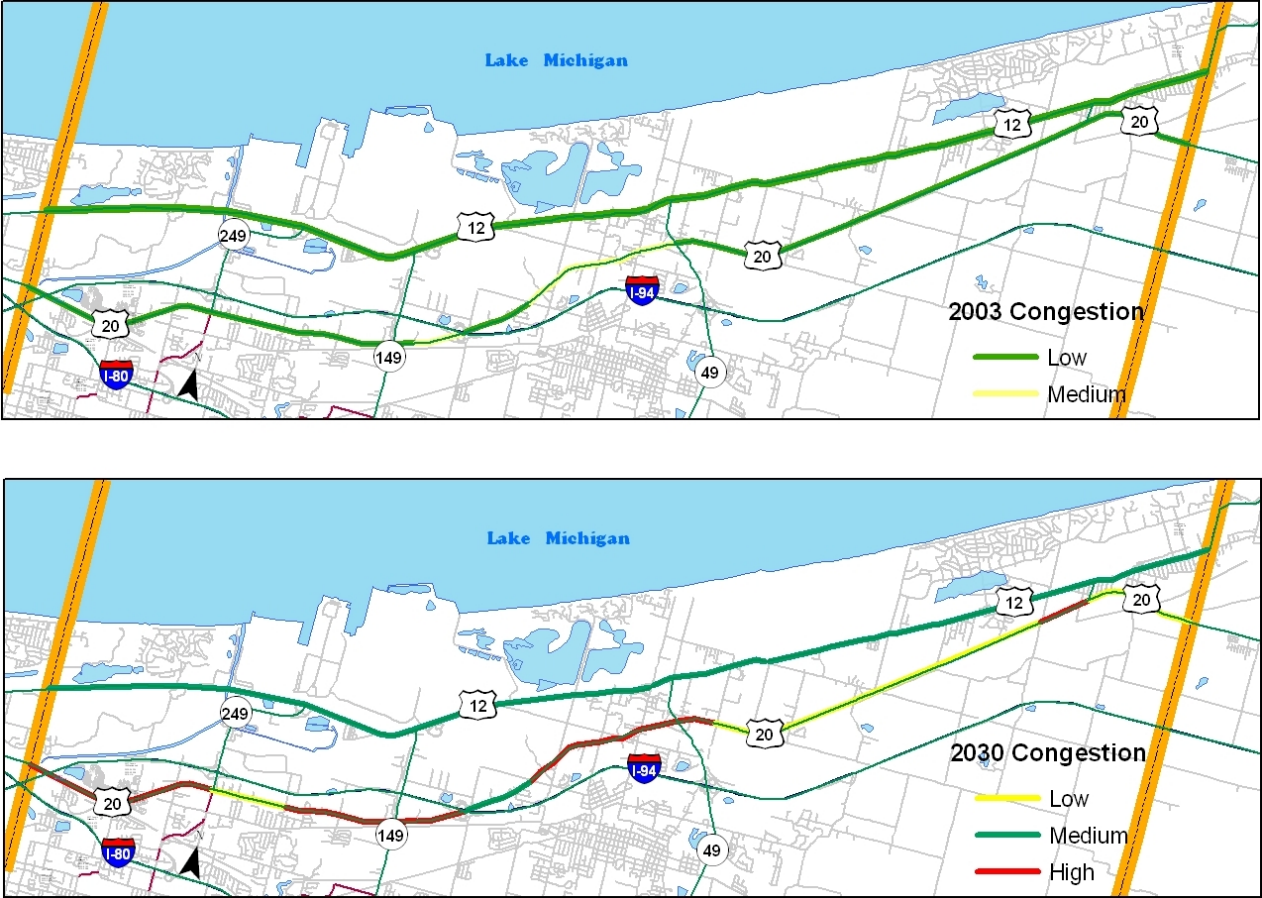 Lake Michigan
12
20
249
12
20
I-94
2003 Congestion
20
149
I-80
49
Low
Medium
N
Lake Michigan
12
20
249
12
20
I-94
2030 Congestion
20
149
I-80
49
Low
Medium
High
N